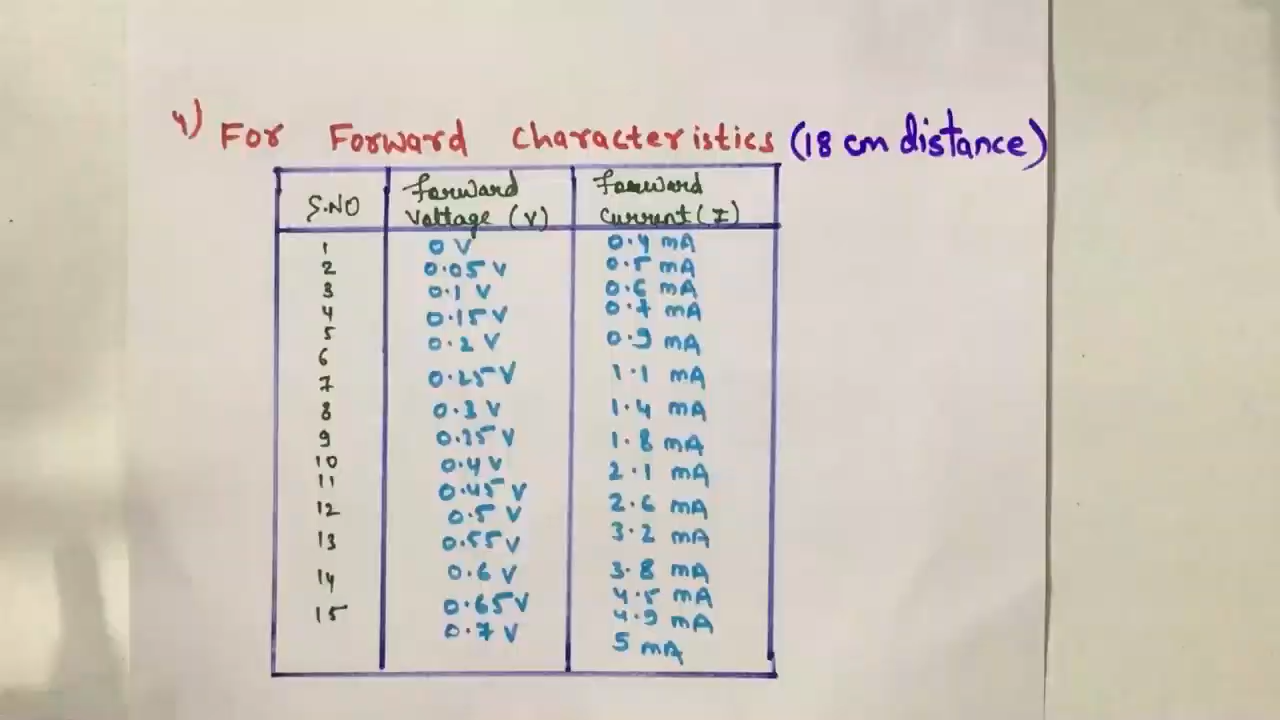 4) For Forward characteristics (18 cm distance)
S.NO Forward Voltage (V) Forward Current (I)
1 0 V 0.4 mA
2 0.05 V 0.5 mA
3 0.1 V 0.6 mA
4 0.15 V 0.7 mA
5 0.2 V 0.9 mA
6 0.25 V 1.1 mA
7 0.3 V 1.4 mA
8 0.35 V 1.8 mA
9 0.4 V 2.1 mA
10 0.45 V 2.6 mA
11 0.5 V 3.2 mA
12 0.55 V 3.8 mA
13 0.6 V 4.5 mA
14 0.65 V 4.9 mA
15 0.7 V 5 mA